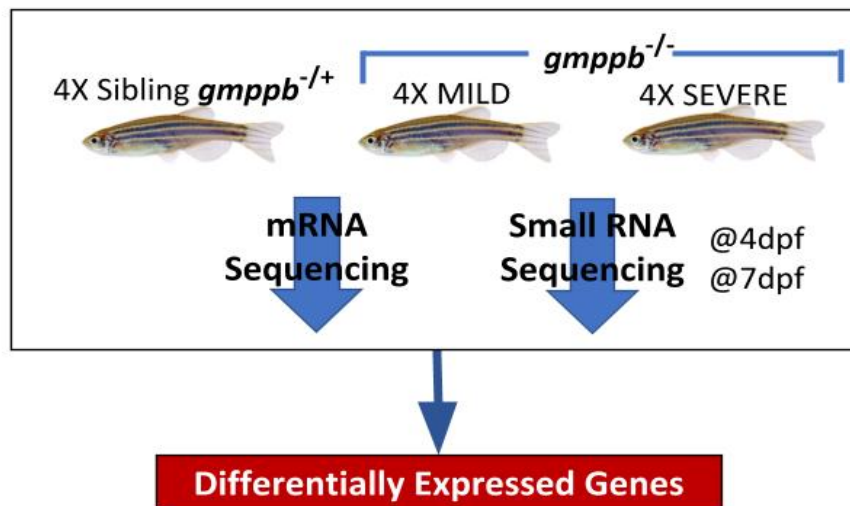 gmppb-/-
4X Sibling gmppb-/+
4X MILD
4X SEVERE
mRNA
Sequencing
Small RNA
Sequencing
@4dpf
@7dpf
Differentially Expressed Genes